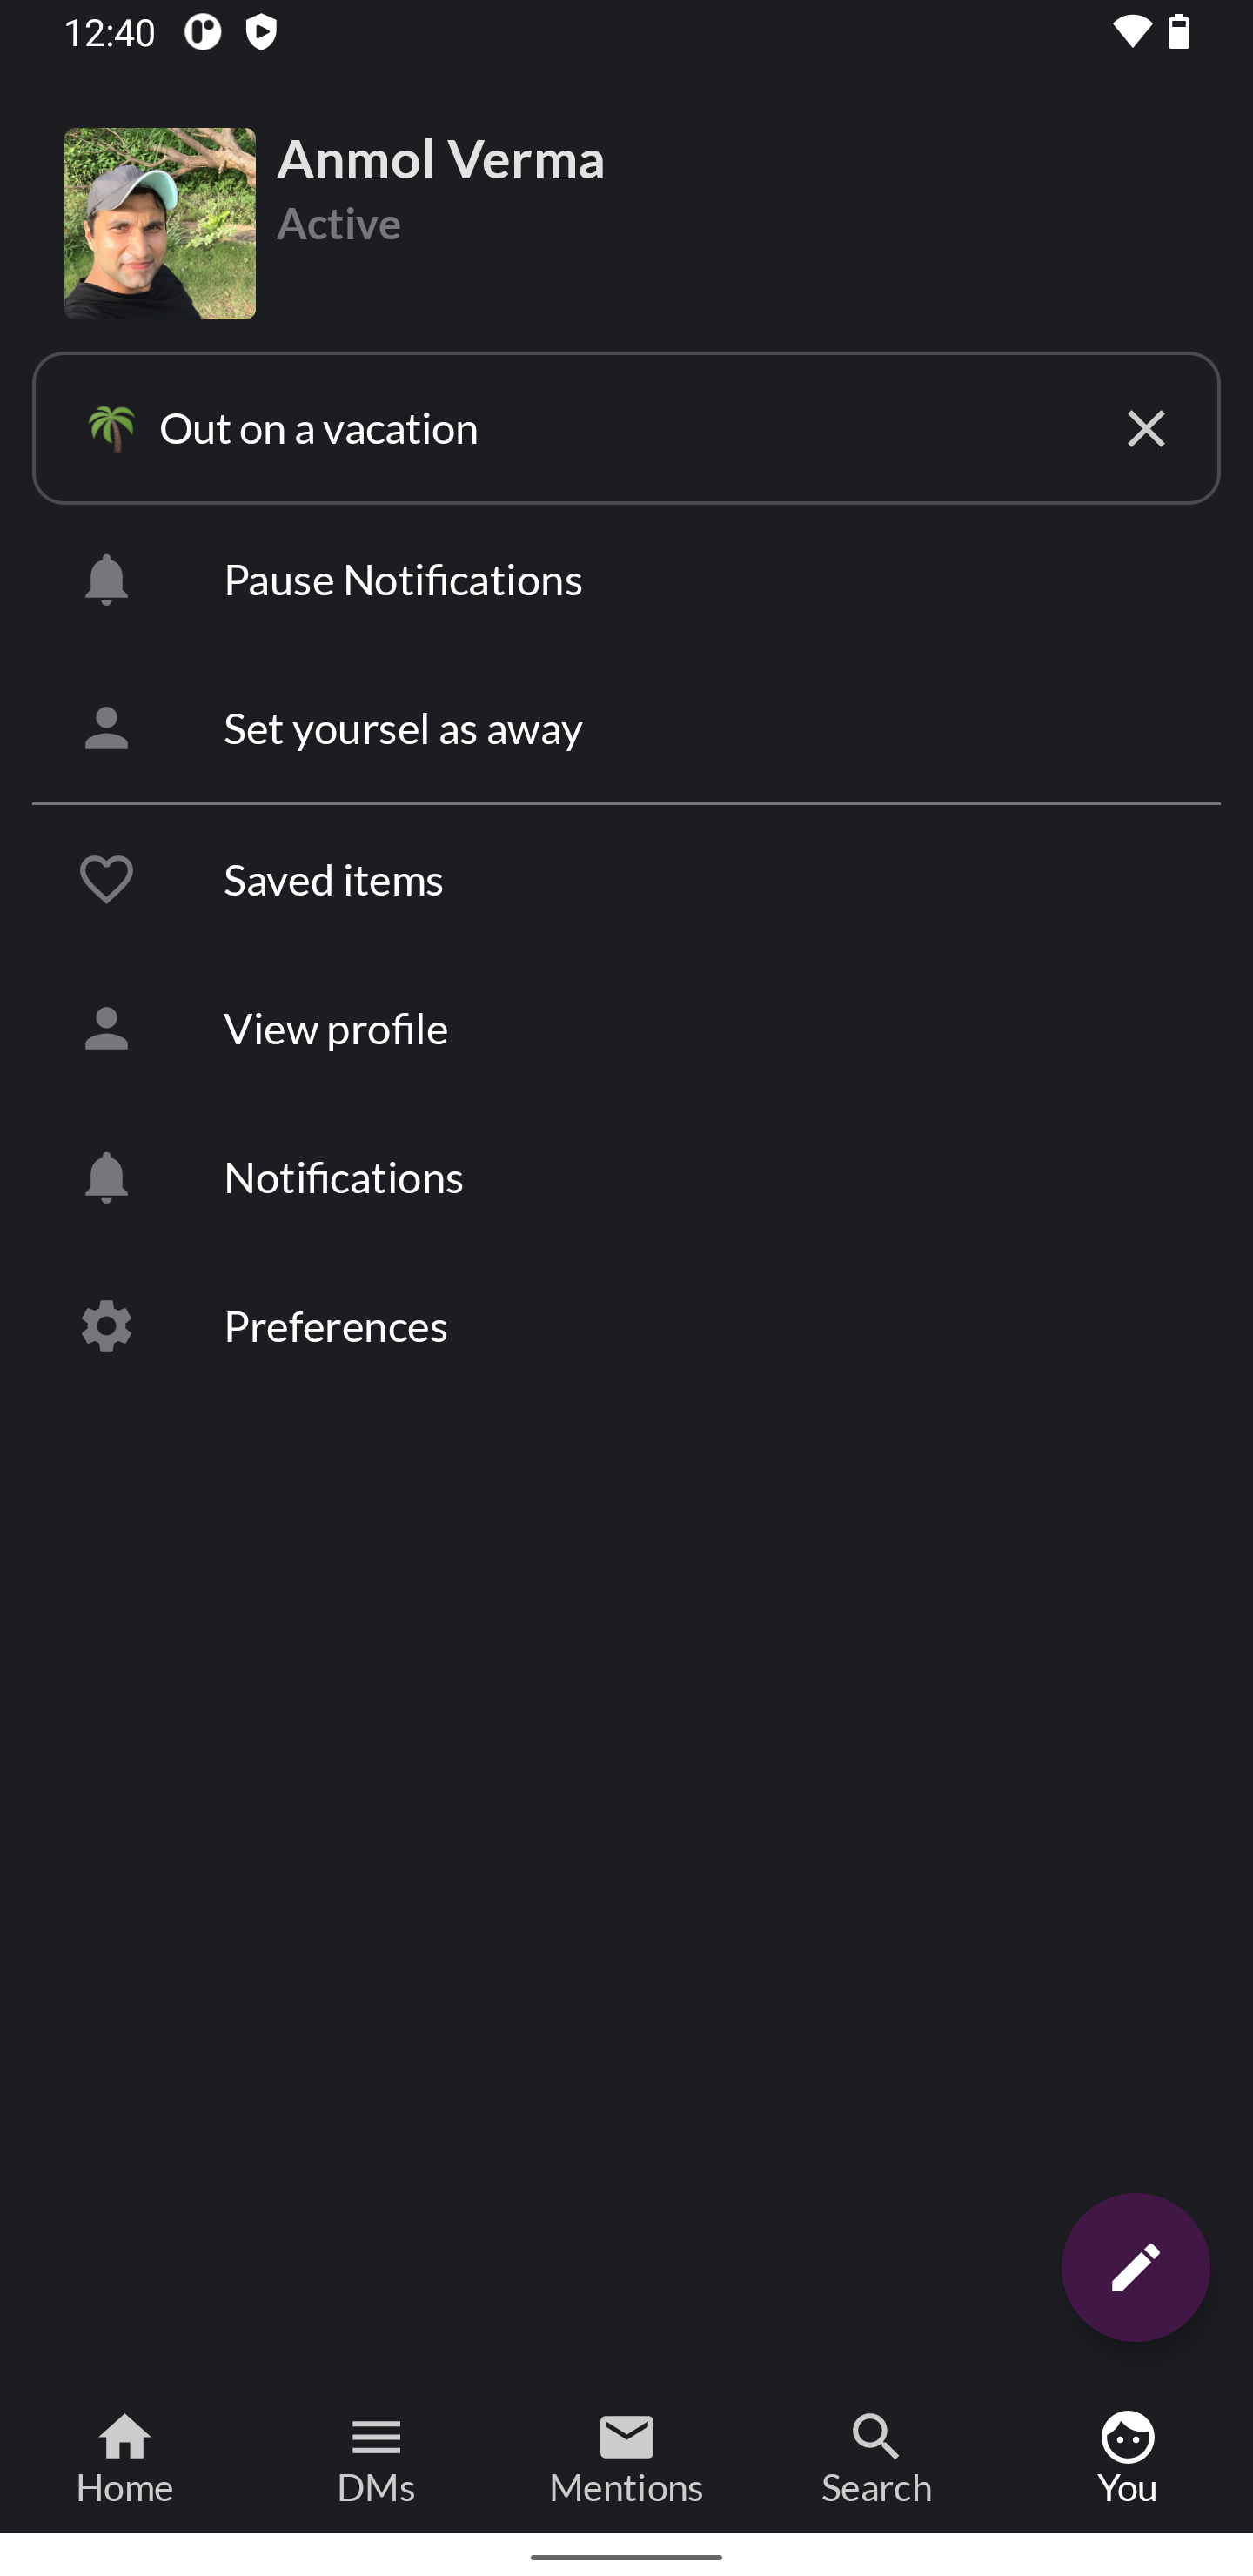 12:40
Anmol Verma
Active
🌴 Out on a vacation
Pause Notifications
Set yoursel as away
Saved items
View profile
Notifications
Preferences
Home DMs Mentions Search You